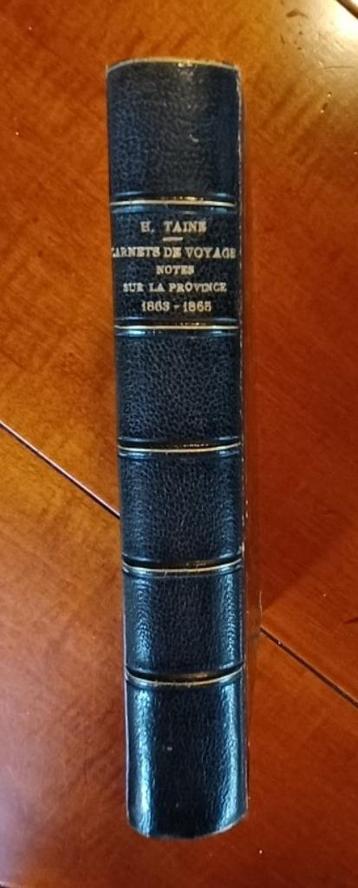 H. TAINE
CARNETS DE VOYAGE
NOTES
SUR LA PROVINCE
1863-1865